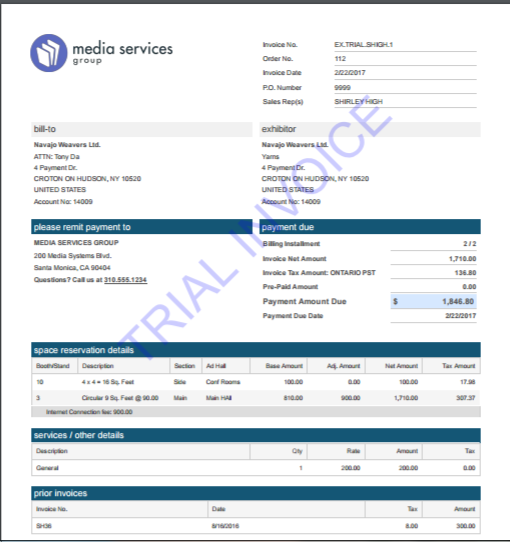 media services
group
Invoice No. EX.TRIAL.SHIGH.1
Order No. 112
Invoice Date 2/22/2017
P.O. Number 9999
Sales Rep(s) SHIRLEY HIGH
bill-to
Navajo Weavers Ltd.
ATTN: Tony Da
4 Payment Dr.
CROTON ON HUDSON, NY 10520
UNITED STATES
Account No: 14009
exhibitor
Navajo Weavers Ltd.
Yarns
4 Payment Dr.
CROTON ON HUDSON, NY 10520
UNITED STATES
Account No: 14009
TRIAL INVOICE
please remit payment to
MEDIA SERVICES GROUP
200 Media Systems Blvd.
Santa Monica, CA 90404
Questions? Call us at 310.555.1234
payment due
Billing Installment 2 / 2
Invoice Net Amount 1,710.00
Invoice Tax Amount: ONTARIO PST 136.80
Pre-Paid Amount 0.00
Payment Amount Due $ 1,846.80
Payment Due Date 2/22/2017
space reservation details
Booth/Stand Description Section Ad Hall Base Amount Adj. Amount Net Amount Tax Amount
10 4 x 4 = 16 Sq. Feet Side Conf Rooms 100.00 0.00 100.00 17.98
3 Circular 9 Sq. Feet @ 90.00 Main Main HAll 810.00 900.00 1,710.00 307.37
Internet Connection fee: 900.00
services / other details
Description Qty Rate Amount Tax
General 1 200.00 200.00 0.00
prior invoices
Invoice No. Date Tax Amount
SH36 8/16/2016 8.00 300.00